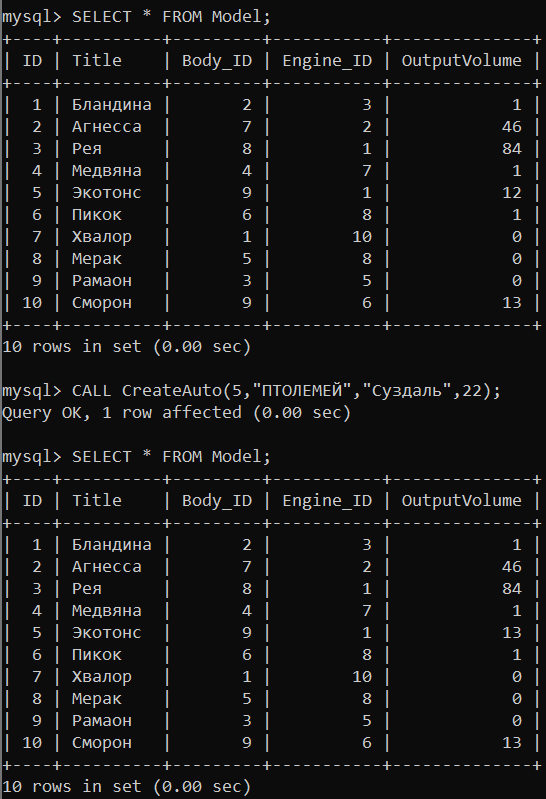 mysql> SELECT * FROM Model;
+----+----------+---------+-----------+--------------+
| ID | Title    | Body_ID | Engine_ID | OutputVolume |
+----+----------+---------+-----------+--------------+
|  1 | Бландина |       2 |         3 |            1 |
|  2 | Агнесса  |       7 |         2 |           46 |
|  3 | Рея      |       8 |         1 |           84 |
|  4 | Медвяна  |       4 |         7 |            1 |
|  5 | Экотонс  |       9 |         1 |           12 |
|  6 | Пикок    |       6 |         8 |            1 |
|  7 | Хвалор   |       1 |        10 |            0 |
|  8 | Мерак    |       5 |         8 |            0 |
|  9 | Рамаон   |       3 |         5 |            0 |
| 10 | Сморон   |       9 |         6 |           13 |
+----+----------+---------+-----------+--------------+
10 rows in set (0.00 sec)
mysql> CALL CreateAuto(5,"ПТОЛЕМЕЙ","Суздаль",22);
Query OK, 1 row affected (0.00 sec)
mysql> SELECT * FROM Model;
+----+----------+---------+-----------+--------------+
| ID | Title    | Body_ID | Engine_ID | OutputVolume |
+----+----------+---------+-----------+--------------+
|  1 | Бландина |       2 |         3 |            1 |
|  2 | Агнесса  |       7 |         2 |           46 |
|  3 | Рея      |       8 |         1 |           84 |
|  4 | Медвяна  |       4 |         7 |            1 |
|  5 | Экотонс  |       9 |         1 |           13 |
|  6 | Пикок    |       6 |         8 |            1 |
|  7 | Хвалор   |       1 |        10 |            0 |
|  8 | Мерак    |       5 |         8 |            0 |
|  9 | Рамаон   |       3 |         5 |            0 |
| 10 | Сморон   |       9 |         6 |           13 |
+----+----------+---------+-----------+--------------+
10 rows in set (0.00 sec)